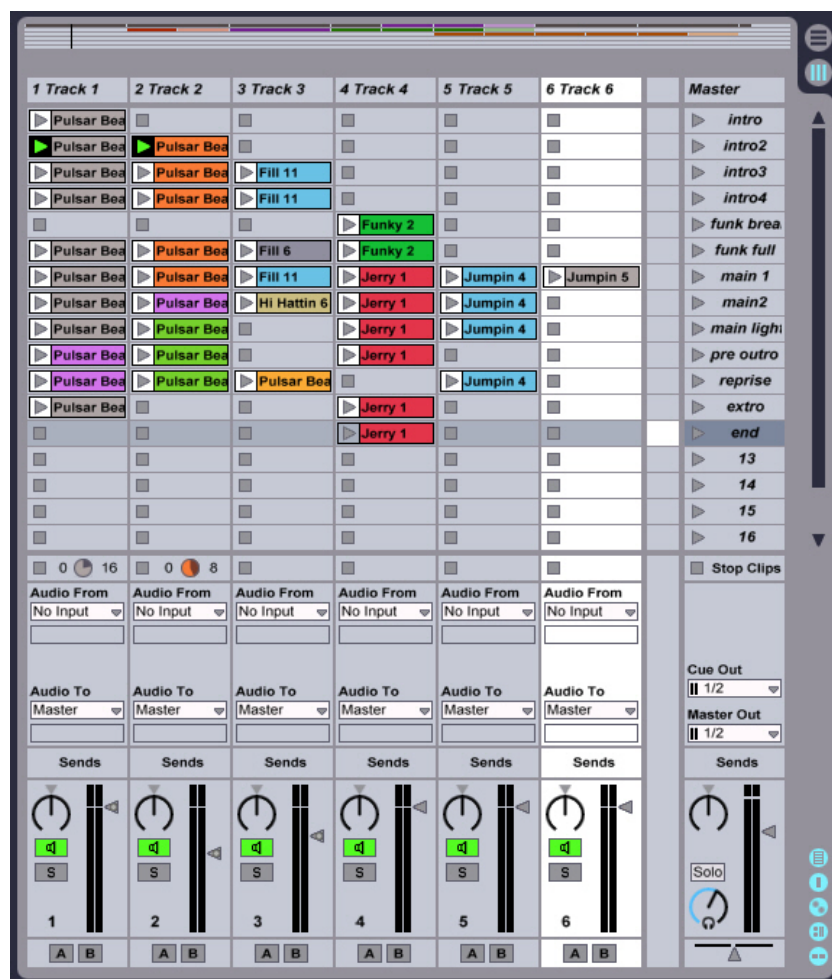 1 Track 1 2 Track 2 3 Track 3 4 Track 4 5 Track 5 6 Track 6 Master
Pulsar Bea intro
Pulsar Bea Pulsar Bea intro2
Pulsar Bea Pulsar Bea Fill 11 intro3
Pulsar Bea Pulsar Bea Fill 11 intro4
Funky 2 funk brea
Pulsar Bea Pulsar Bea Fill 6 Funky 2 funk full
Pulsar Bea Pulsar Bea Fill 11 Jerry 1 Jumpin 4 Jumpin 5 main 1
Pulsar Bea Pulsar Bea Hi Hattin 6 Jerry 1 Jumpin 4 main2
Pulsar Bea Pulsar Bea Jerry 1 Jumpin 4 main ligh
Pulsar Bea Pulsar Bea Jerry 1 pre outro
Pulsar Bea Pulsar Bea Pulsar Bea Jumpin 4 reprise
Pulsar Bea Jerry 1 extro
Jerry 1 end
13
14
15
16
0 16 0 8 Stop Clips
Audio From Audio From Audio From Audio From Audio From Audio From
No Input No Input No Input No Input No Input No Input
Cue Out
Audio To Audio To Audio To Audio To Audio To Audio To 1/2
Master Master Master Master Master Master Master Out
1/2
Sends Sends Sends Sends Sends Sends Sends
S S S S S S Solo
1 2 3 4 5 6
A B A B A B A B A B A B